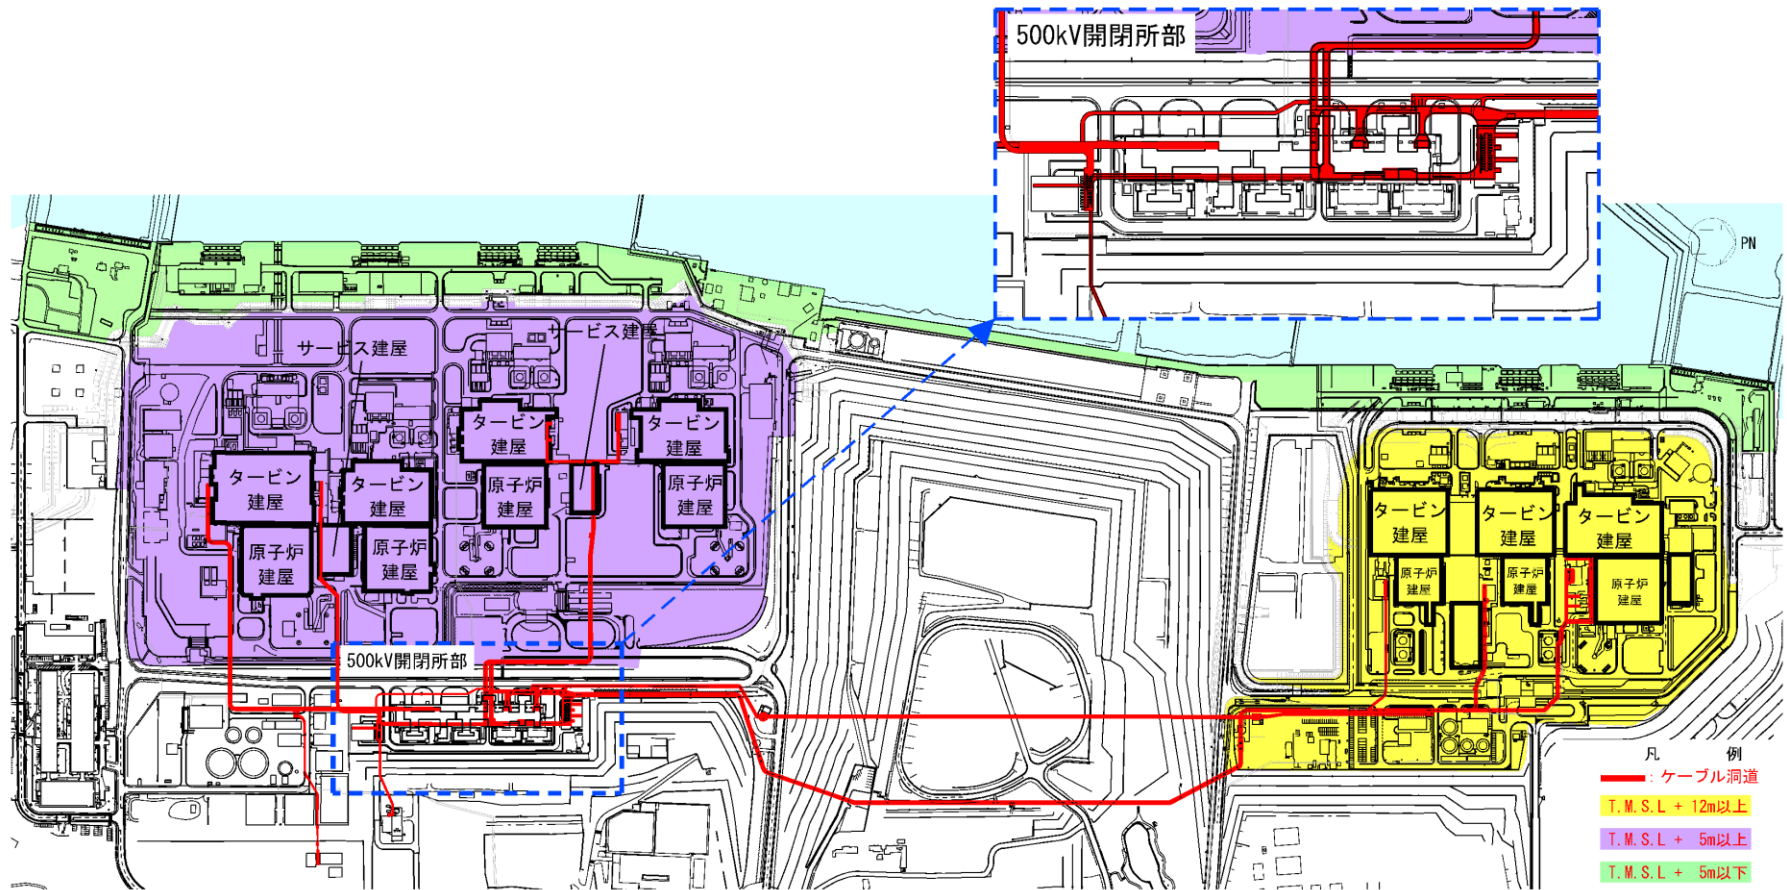 500kV開閉所部
PN
サービス建屋
サービス建屋
タービン
建屋
タービン
建屋
タービン
建屋
タービン
建屋
原子炉
建屋
原子炉
建屋
原子炉
建屋
原子炉
建屋
タービン
建屋
タービン
建屋
タービン
建屋
原子炉
建屋
原子炉
建屋
原子炉
建屋
500kV開閉所部
凡 例
: ケーブル洞道
T.M.S.L + 12m以上
T.M.S.L + 5m以上
T.M.S.L + 5m以下